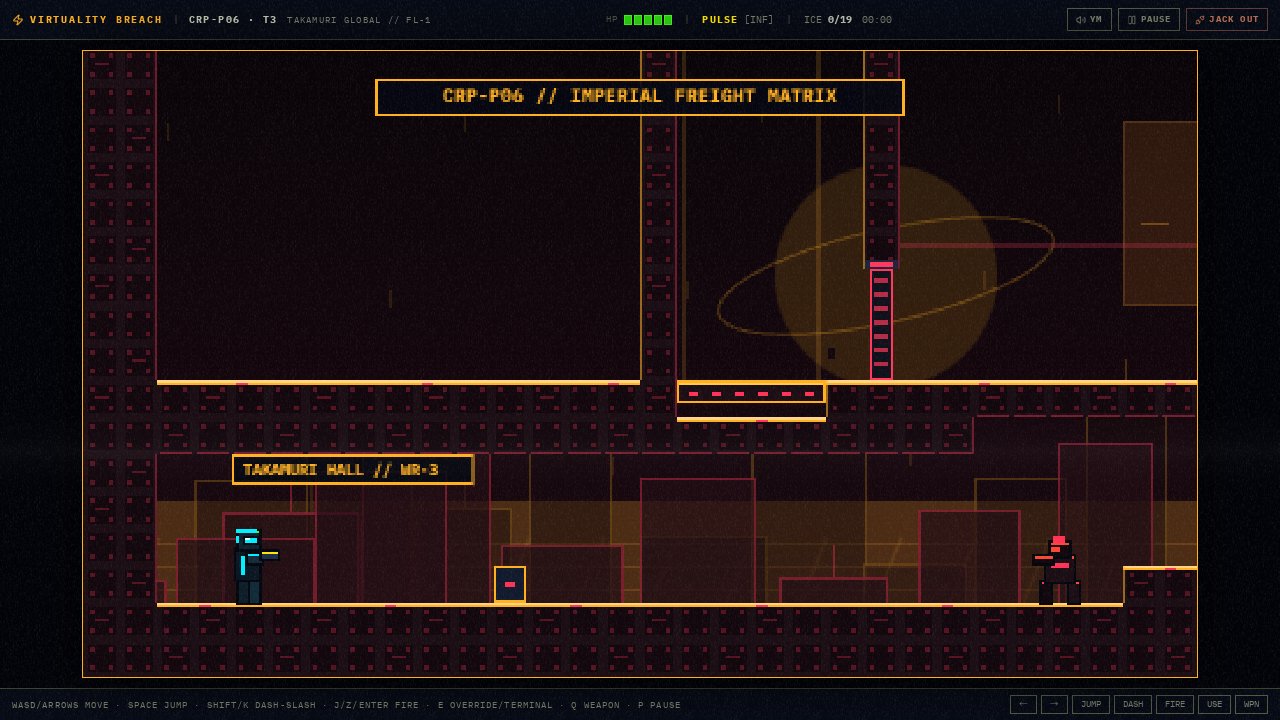 VIRTUALITY BREACH | CRP-P06 · T3 TAKAMURI GLOBAL // FL-1
HP | PULSE [INF] | ICE 0/19 00:00
YM PAUSE JACK OUT
CRP-P06 // IMPERIAL FREIGHT MATRIX
TAKAMURI HALL // WR-3
WASD/ARROWS MOVE · SPACE JUMP · SHIFT/K DASH-SLASH · J/Z/ENTER FIRE · E OVERRIDE/TERMINAL · Q WEAPON · P PAUSE
← → JUMP DASH FIRE USE WPN